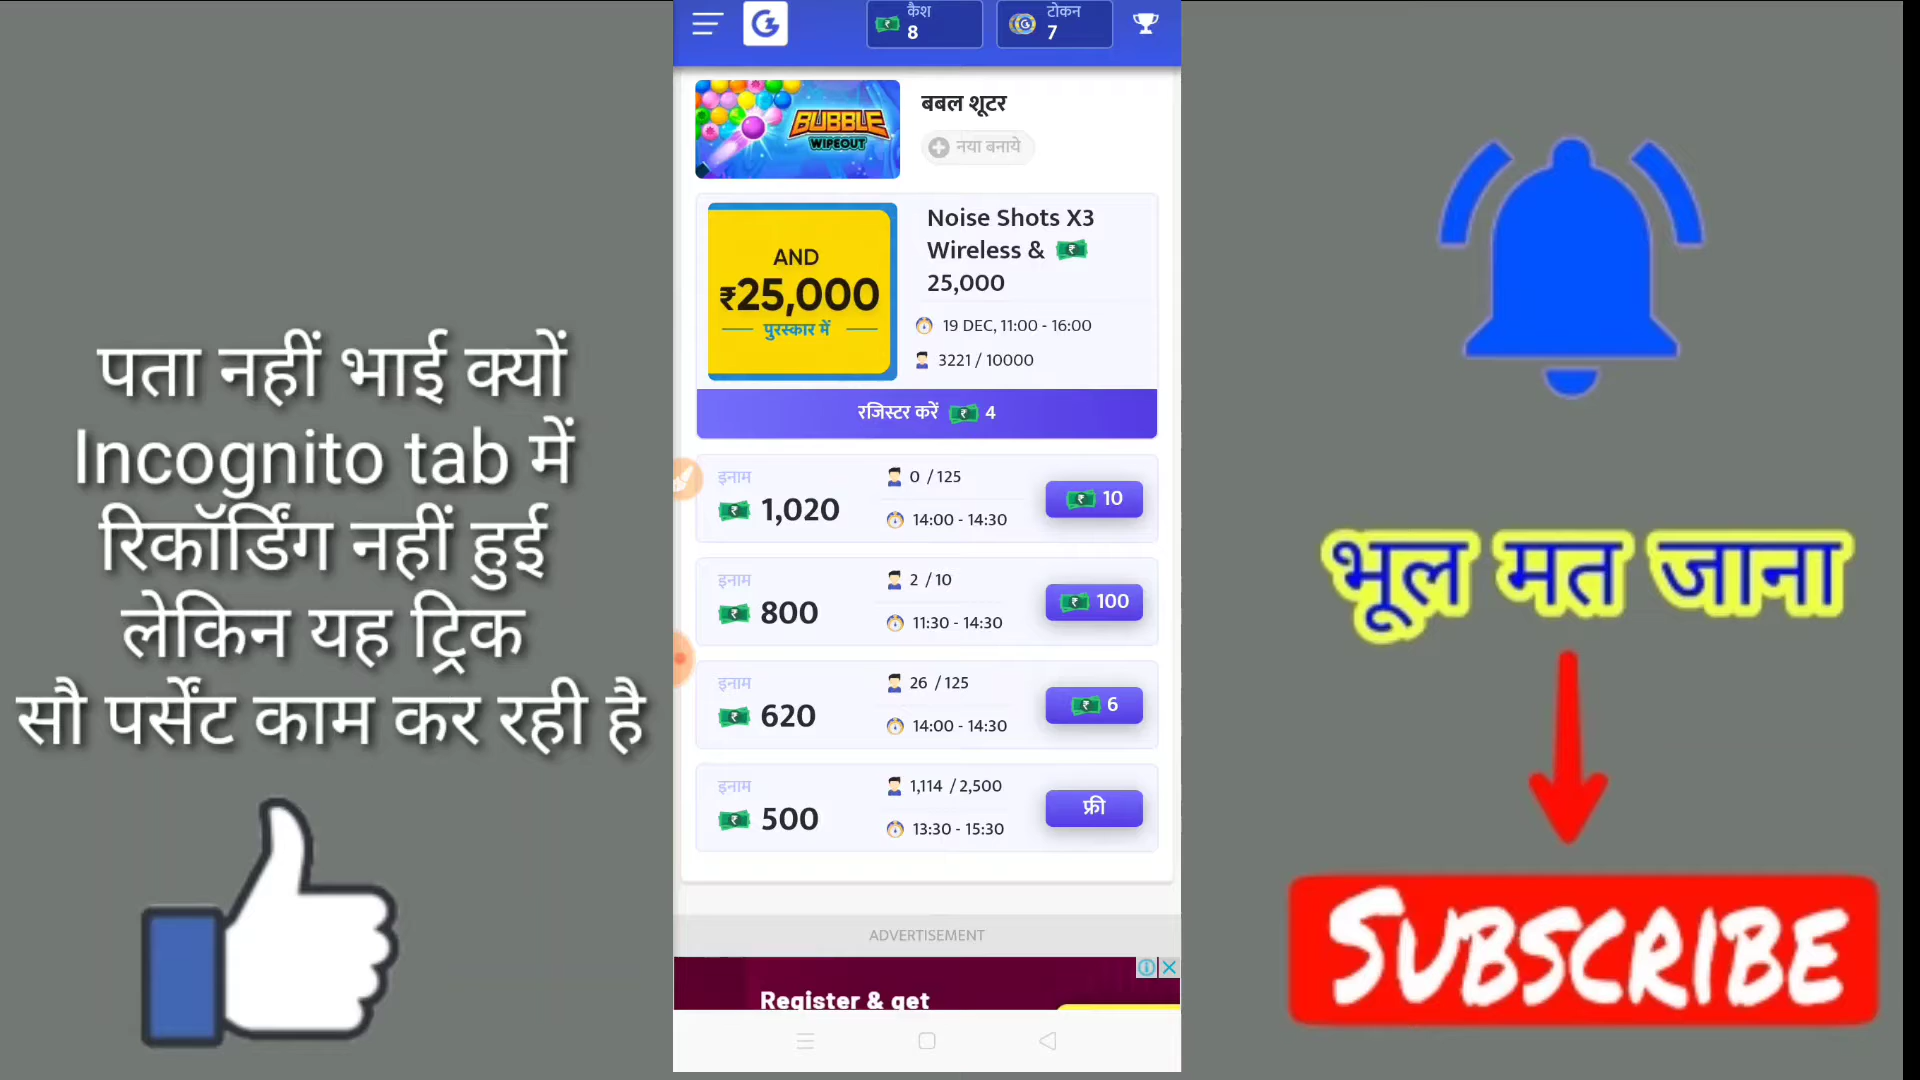 पता नहीं भाई क्यों
Incognito tab में
रिकॉर्डिंग नहीं हुई
लेकिन यह ट्रिक
सौ पर्सेंट काम कर रही है
कैश
8
टोकन
7
BUBBLE
WIPEOUT
बबल शूटर
नया बनाये
AND
₹25,000
पुरस्कार में
Noise Shots X3
Wireless &
25,000
19 DEC, 11:00 - 16:00
3221 / 10000
रजिस्टर करें 4
इनाम
1,020
0 / 125
14:00 - 14:30
10
इनाम
800
2 / 10
11:30 - 14:30
100
इनाम
620
26 / 125
14:00 - 14:30
6
इनाम
500
1,114 / 2,500
13:30 - 15:30
फ्री
ADVERTISEMENT
Register & get
भूल मत जाना
SUBSCRIBE